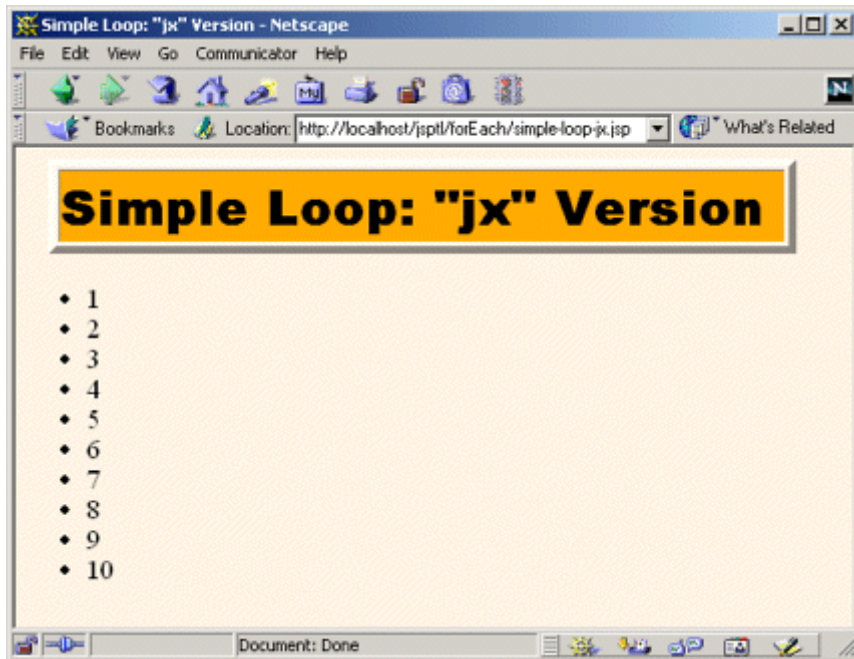 Simple Loop: "jx" Version - Netscape
File Edit View Go Communicator Help
My
N
Bookmarks Location: http://localhost/jsptl/forEach/simple-loop-jx.jsp What's Related
Simple Loop: "jx" Version
• 1
• 2
• 3
• 4
• 5
• 6
• 7
• 8
• 9
• 10
Document: Done